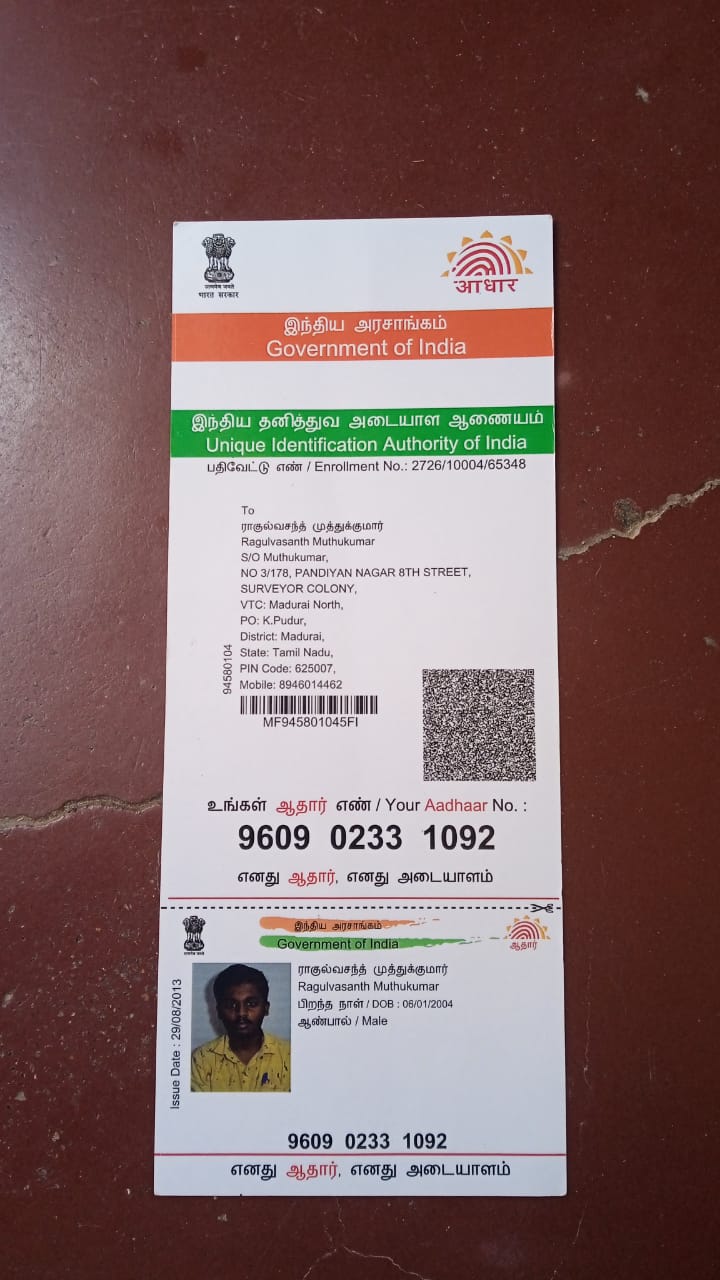 सत्यमेव जयते
भारत सरकार
आधार
இந்திய அரசாங்கம்
Government of India
இந்திய தனித்துவ அடையாள ஆணையம்
Unique Identification Authority of India
பதிவேட்டு எண் / Enrollment No.: 2726/10004/65348
To
ராகுல்வசந்த் முத்துக்குமார்
Ragulvasanth Muthukumar
S/O Muthukumar,
NO 3/178, PANDIYAN NAGAR 8TH STREET,
SURVEYOR COLONY,
VTC: Madurai North,
PO: K.Pudur,
District: Madurai,
State: Tamil Nadu,
PIN Code: 625007,
Mobile: 8946014462
94580104
MF945801045FI
உங்கள் ஆதார் எண் / Your Aadhaar No. :
9609 0233 1092
எனது ஆதார், எனது அடையாளம்
இந்திய அரசாங்கம்
Government of India
ஆதார்
ராகுல்வசந்த் முத்துக்குமார்
Ragulvasanth Muthukumar
பிறந்த நாள் / DOB : 06/01/2004
ஆண்பால் / Male
Issue Date : 29/08/2013
9609 0233 1092
எனது ஆதார், எனது அடையாளம்